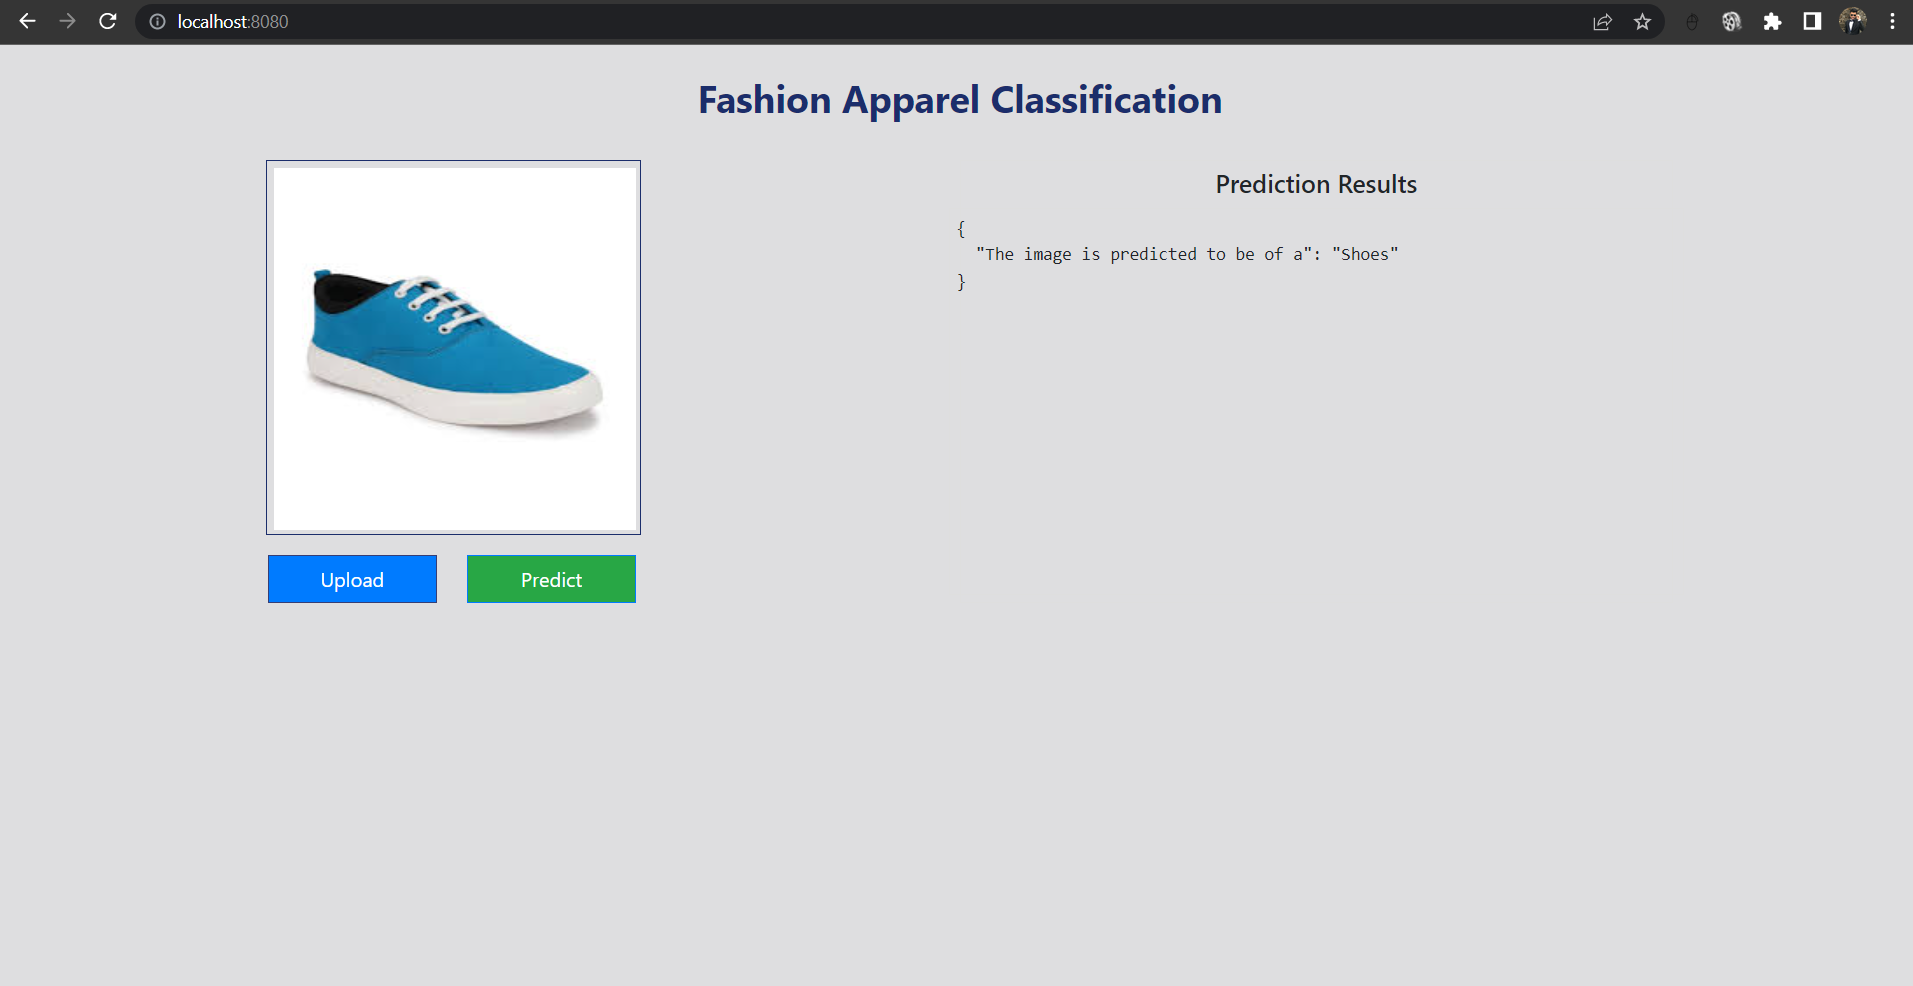 localhost:8080
Fashion Apparel Classification
Prediction Results
{
"The image is predicted to be of a": "Shoes"
}
Upload
Predict